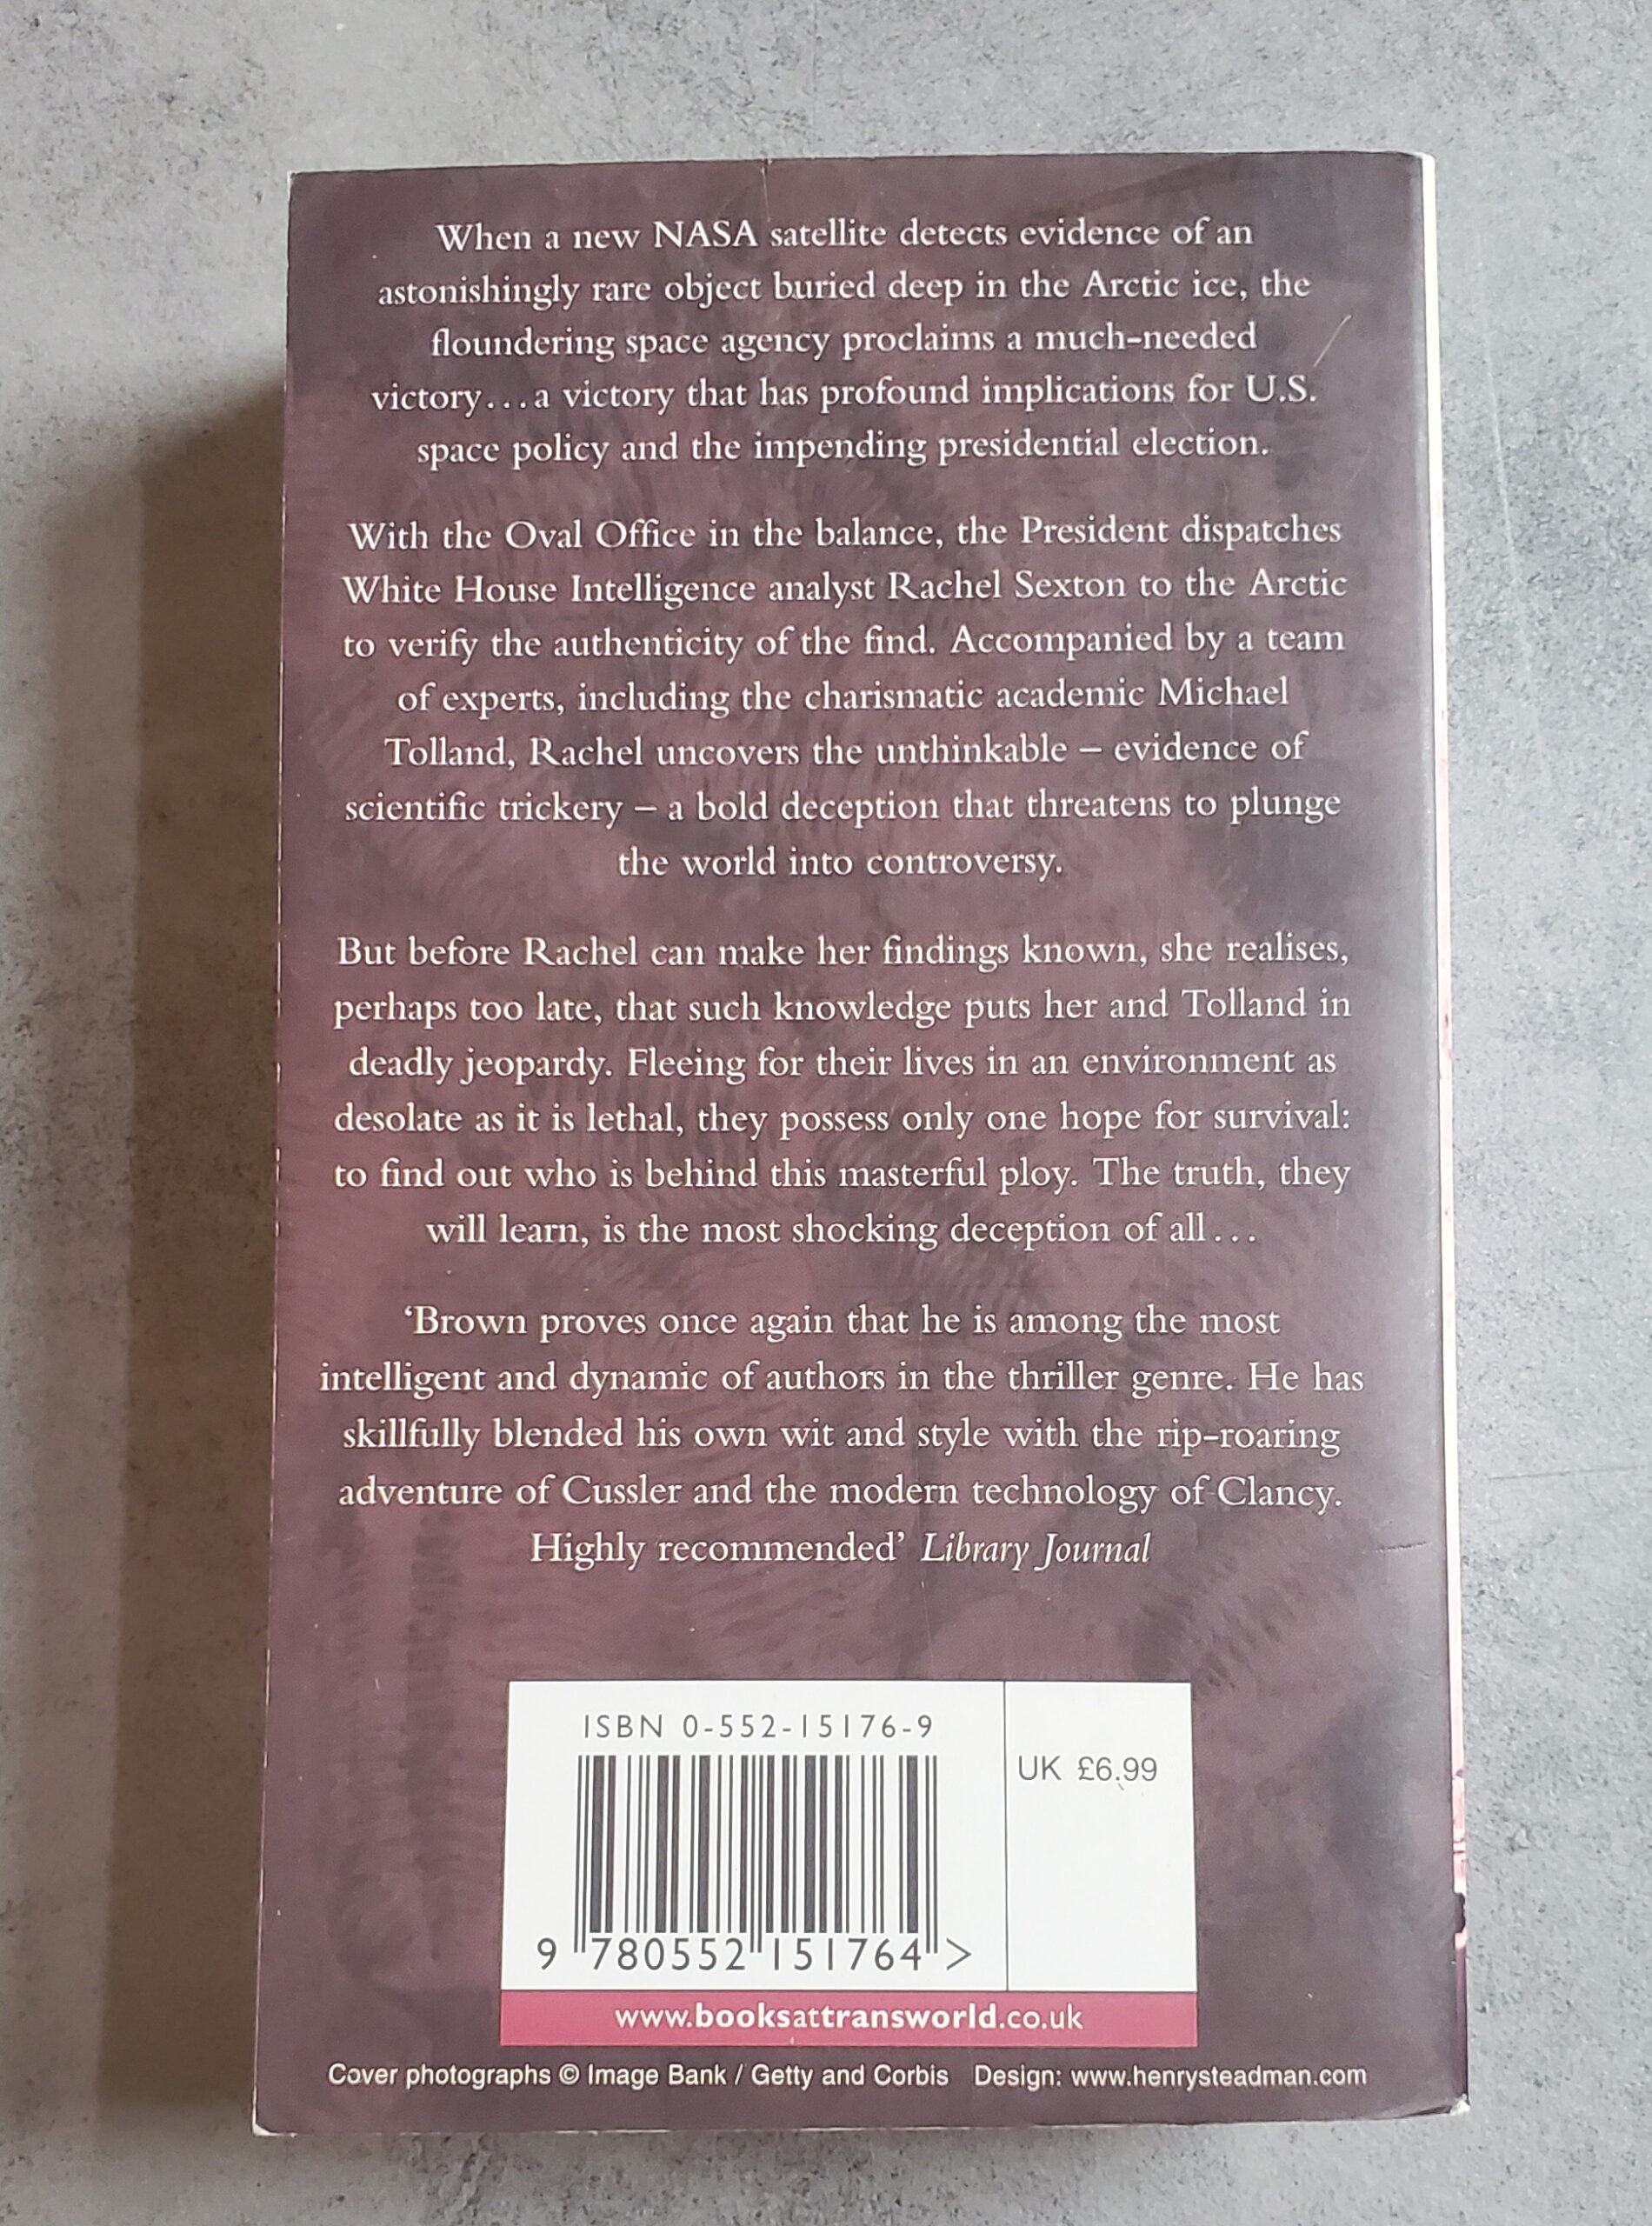 When a new NASA satellite detects evidence of an
astonishingly rare object buried deep in the Arctic ice, the
floundering space agency proclaims a much-needed
victory...a victory that has profound implications for U.S.
space policy and the impending presidential election.
With the Oval Office in the balance, the President dispatches
White House Intelligence analyst Rachel Sexton to the Arctic
to verify the authenticity of the find. Accompanied by a team
of experts, including the charismatic academic Michael
Tolland, Rachel uncovers the unthinkable – evidence of
scientific trickery – a bold deception that threatens to plunge
the world into controversy.
But before Rachel can make her findings known, she realises,
perhaps too late, that such knowledge puts her and Tolland in
deadly jeopardy. Fleeing for their lives in an environment as
desolate as it is lethal, they possess only one hope for survival:
to find out who is behind this masterful ploy. The truth, they
will learn, is the most shocking deception of all...
‘Brown proves once again that he is among the most
intelligent and dynamic of authors in the thriller genre. He has
skillfully blended his own wit and style with the rip-roaring
adventure of Cussler and the modern technology of Clancy.
Highly recommended’ Library Journal
ISBN 0-552-15176-9
UK £6.99
9 780552 151764 >
www.booksattransworld.co.uk
Cover photographs © Image Bank / Getty and Corbis Design: www.henrysteadman.com